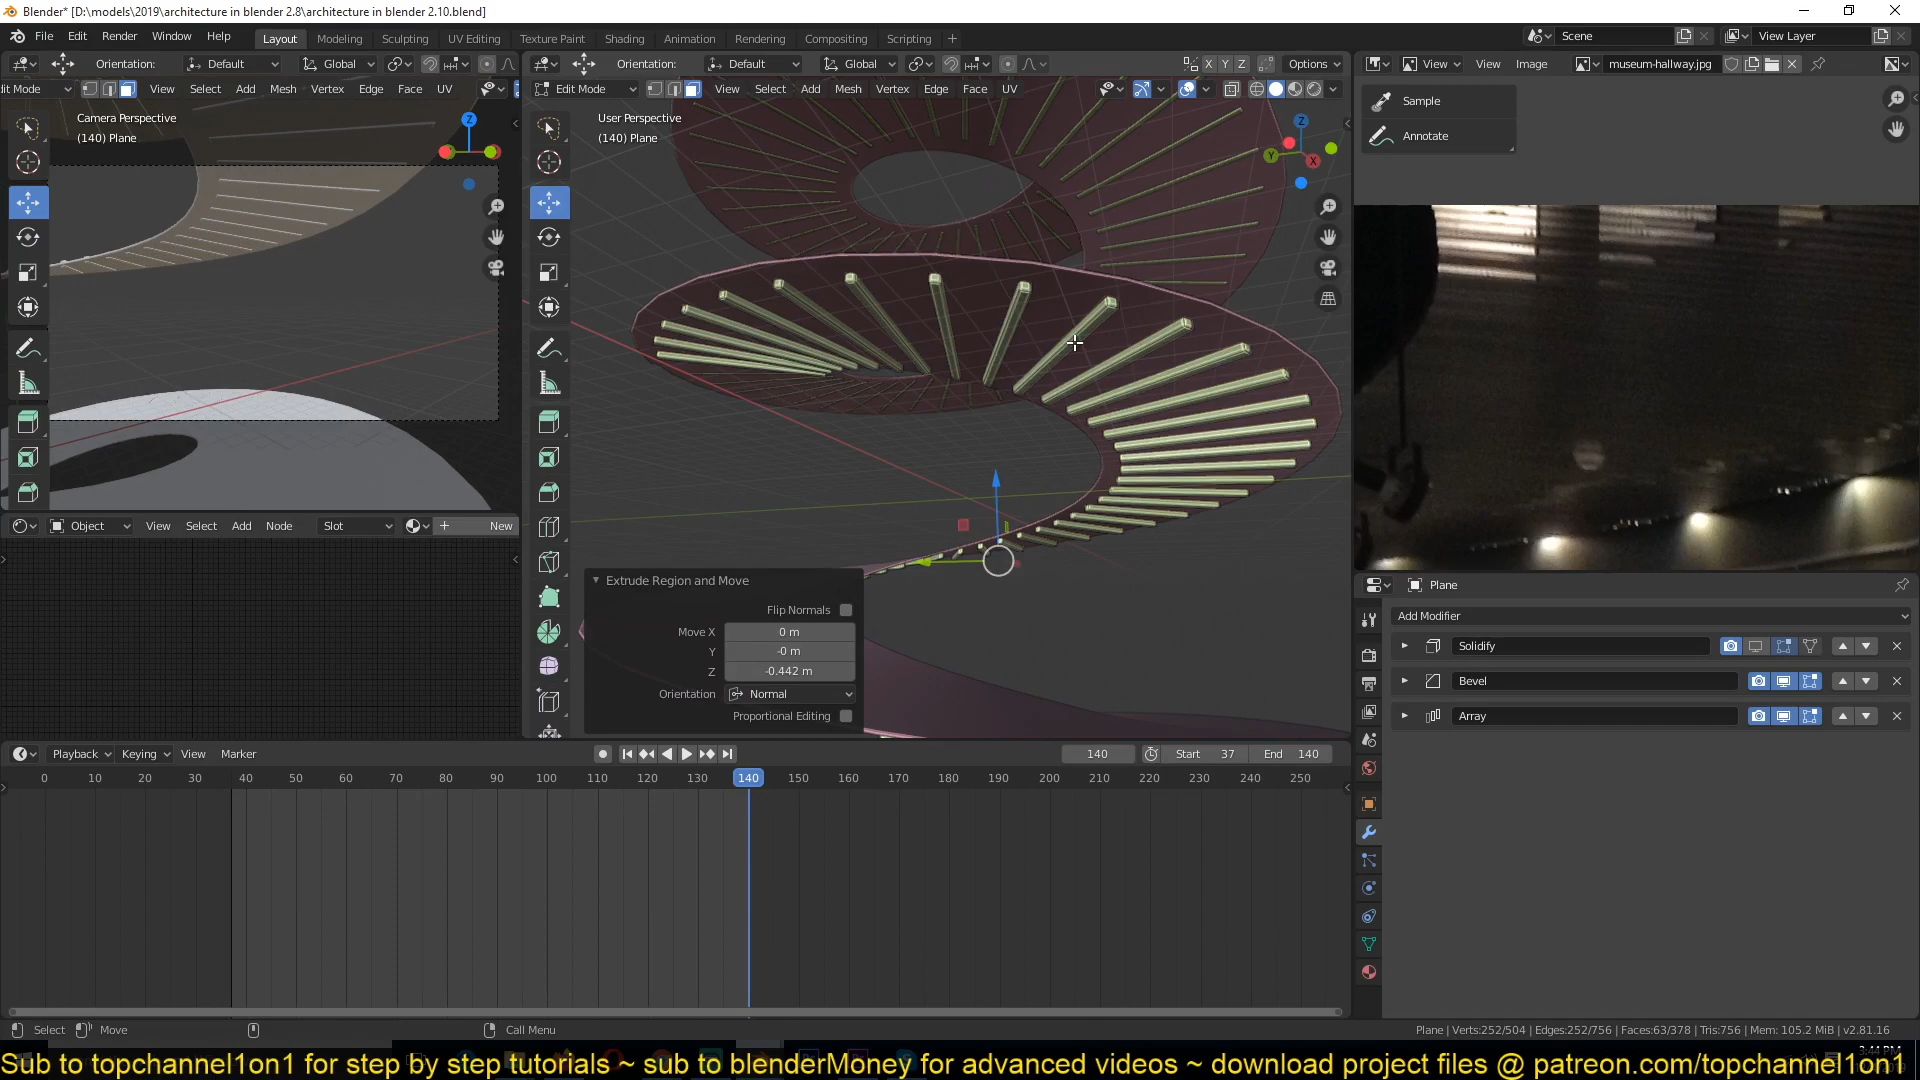 Blender* [D:\models\2019\architecture in blender 2.8\architecture in blender 2.10.blend]
File Edit Render Window Help Layout Modeling Sculpting UV Editing Texture Paint Shading Animation Rendering Compositing Scripting + Scene View Layer
Orientation: Default Global Orientation: Default Global X Y Z Options View View Image museum-hallway.jpg
it Mode View Select Add Mesh Vertex Edge Face UV Edit Mode View Select Add Mesh Vertex Edge Face UV
Sample
Camera Perspective
(140) Plane
User Perspective
(140) Plane
Annotate
Z
Z
Y
X
Object View Select Add Node Slot New
Extrude Region and Move
Flip Normals
Move X 0 m
Y -0 m
Z -0.442 m
Orientation Normal
Proportional Editing
Plane
Add Modifier
Solidify
Bevel
Array
Playback Keying View Marker 140 Start 37 End 140
0 10 20 30 40 50 60 70 80 90 100 110 120 130 140 150 160 170 180 190 200 210 220 230 240 250
Select Move Call Menu Plane | Verts:252/504 | Edges:252/756 | Faces:63/378 | Tris:756 | Mem: 105.2 MiB | v2.81.16
3:44 PM
Sub to topchannel1on1 for step by step tutorials ~ sub to blenderMoney for advanced videos ~ download project files @ patreon.com/topchannel1on1